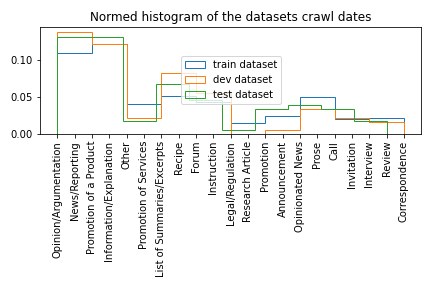 Normed histogram of the datasets crawl dates
0.10
0.05
0.00
train dataset
dev dataset
test dataset
Opinion/Argumentation
News/Reporting
Promotion of a Product
Information/Explanation
Other
Promotion of Services
List of Summaries/Excerpts
Recipe
Forum
Instruction
Legal/Regulation
Research Article
Promotion
Announcement
Opinionated News
Prose
Call
Invitation
Interview
Review
Correspondence